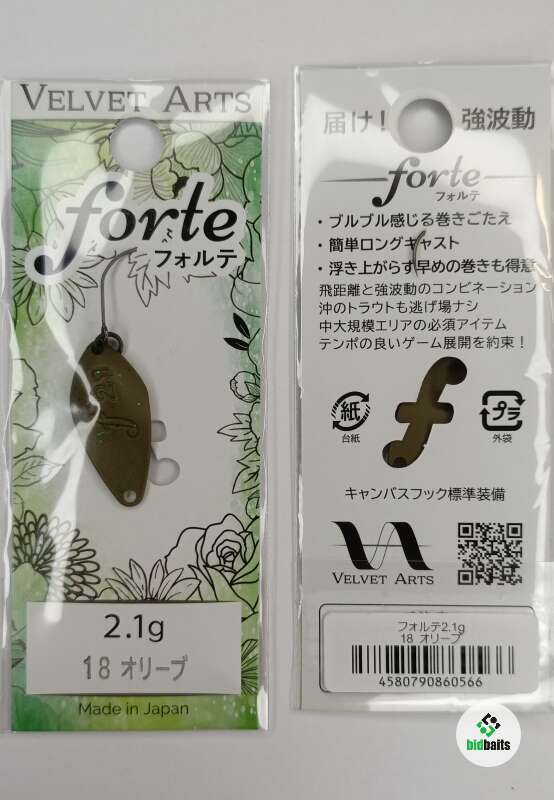 VELVET ARTS
forte
フォルテ
2.1g
18 オリーブ
Made in Japan
届け! 強波動
forte
フォルテ
・ブルブル感じる巻きごたえ
・簡単ロングキャスト
・浮き上がらず早めの巻きも得意
飛距離と強波動のコンビネーション
沖のトラウトも逃げ場ナシ
中大規模エリアの必須アイテム
テンポの良いゲーム展開を約束!
紙
台紙
プラ
外袋
キャンバスフック標準装備
VELVET ARTS
フォルテ2.1g
18 オリーブ
4580790860566
bidbaits